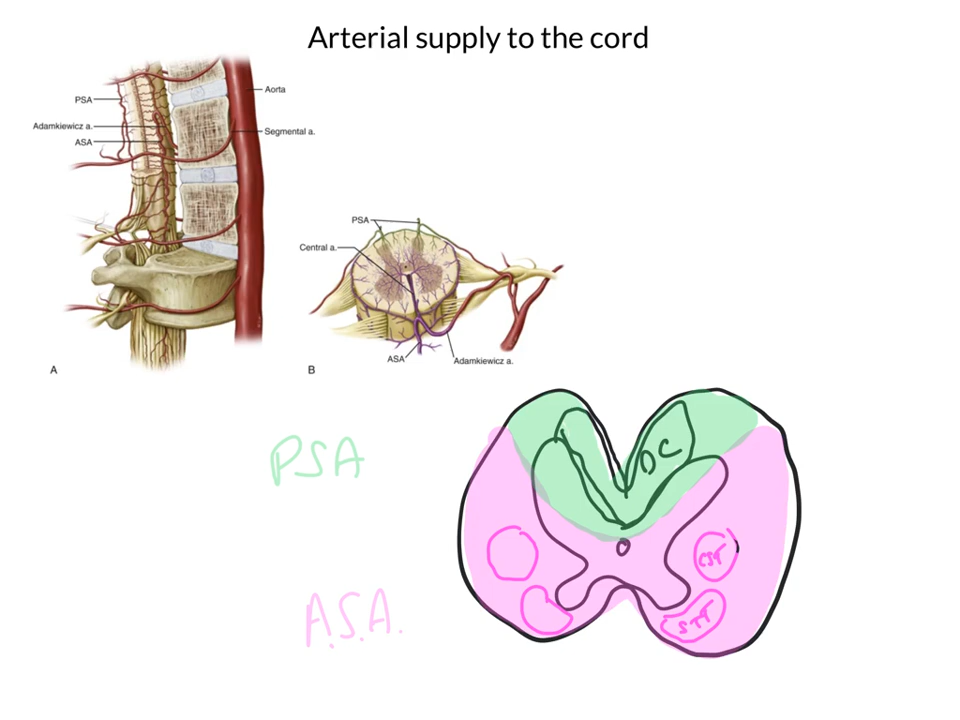 Arterial supply to the cord
PSA
Adamkiewicz a.
ASA
Aorta
Segmental a.
A
PSA
Central a.
ASA
Adamkiewicz a.
B
PSA
DC
CST
STT
A.S.A.